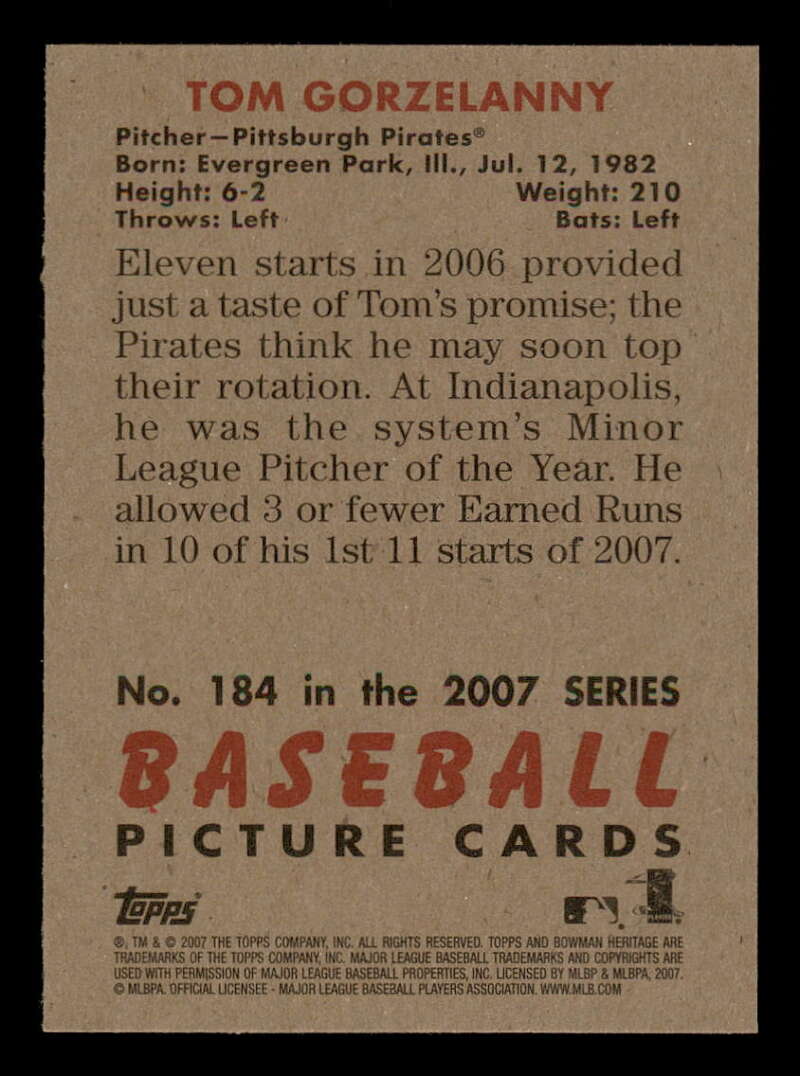 TOM GORZELANNY
Pitcher—Pittsburgh Pirates®
Born: Evergreen Park, Ill., Jul. 12, 1982
Height: 6-2 Weight: 210
Throws: Left Bats: Left
Eleven starts in 2006 provided
just a taste of Tom's promise; the
Pirates think he may soon top
their rotation. At Indianapolis,
he was the system's Minor
League Pitcher of the Year. He
allowed 3 or fewer Earned Runs
in 10 of his 1st 11 starts of 2007.
No. 184 in the 2007 SERIES
BASEBALL
PICTURE CARDS
Topps
®, TM & © 2007 THE TOPPS COMPANY, INC. ALL RIGHTS RESERVED. TOPPS AND BOWMAN HERITAGE ARE
TRADEMARKS OF THE TOPPS COMPANY, INC. MAJOR LEAGUE BASEBALL TRADEMARKS AND COPYRIGHTS ARE
USED WITH PERMISSION OF MAJOR LEAGUE BASEBALL PROPERTIES, INC. LICENSED BY MLBP & MLBPA, 2007.
© MLBPA. OFFICIAL LICENSEE - MAJOR LEAGUE BASEBALL PLAYERS ASSOCIATION. WWW.MLB.COM